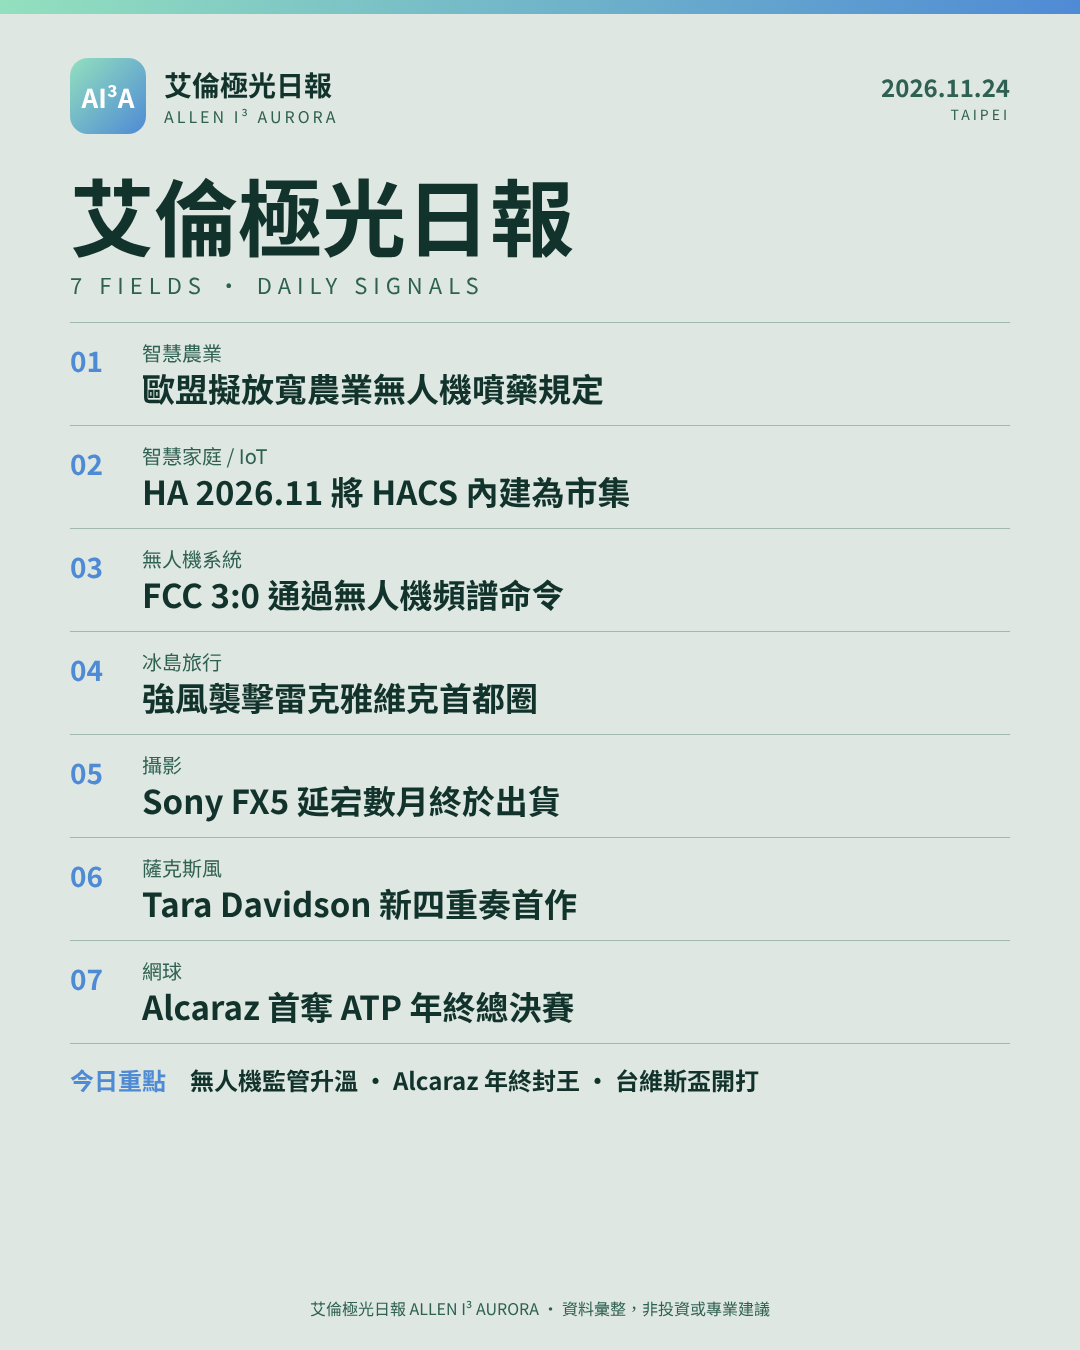 AI³A
艾倫極光日報
ALLEN I³ AURORA
2026.11.24
TAIPEI
艾倫極光日報
7 FIELDS · DAILY SIGNALS
01
智慧農業
歐盟擬放寬農業無人機噴藥規定
02
智慧家庭 / IoT
HA 2026.11 將 HACS 內建為市集
03
無人機系統
FCC 3:0 通過無人機頻譜命令
04
冰島旅行
強風襲擊雷克雅維克首都圈
05
攝影
Sony FX5 延宕數月終於出貨
06
薩克斯風
Tara Davidson 新四重奏首作
07
網球
Alcaraz 首奪 ATP 年終總決賽
今日重點 無人機監管升溫 · Alcaraz 年終封王 · 台維斯盃開打
艾倫極光日報 ALLEN I³ AURORA · 資料彙整，非投資或專業建議